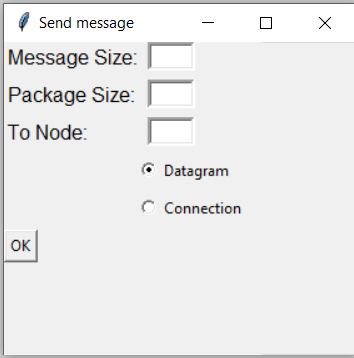 Send message
Message Size:
Package Size:
To Node:
Datagram
Connection
OK